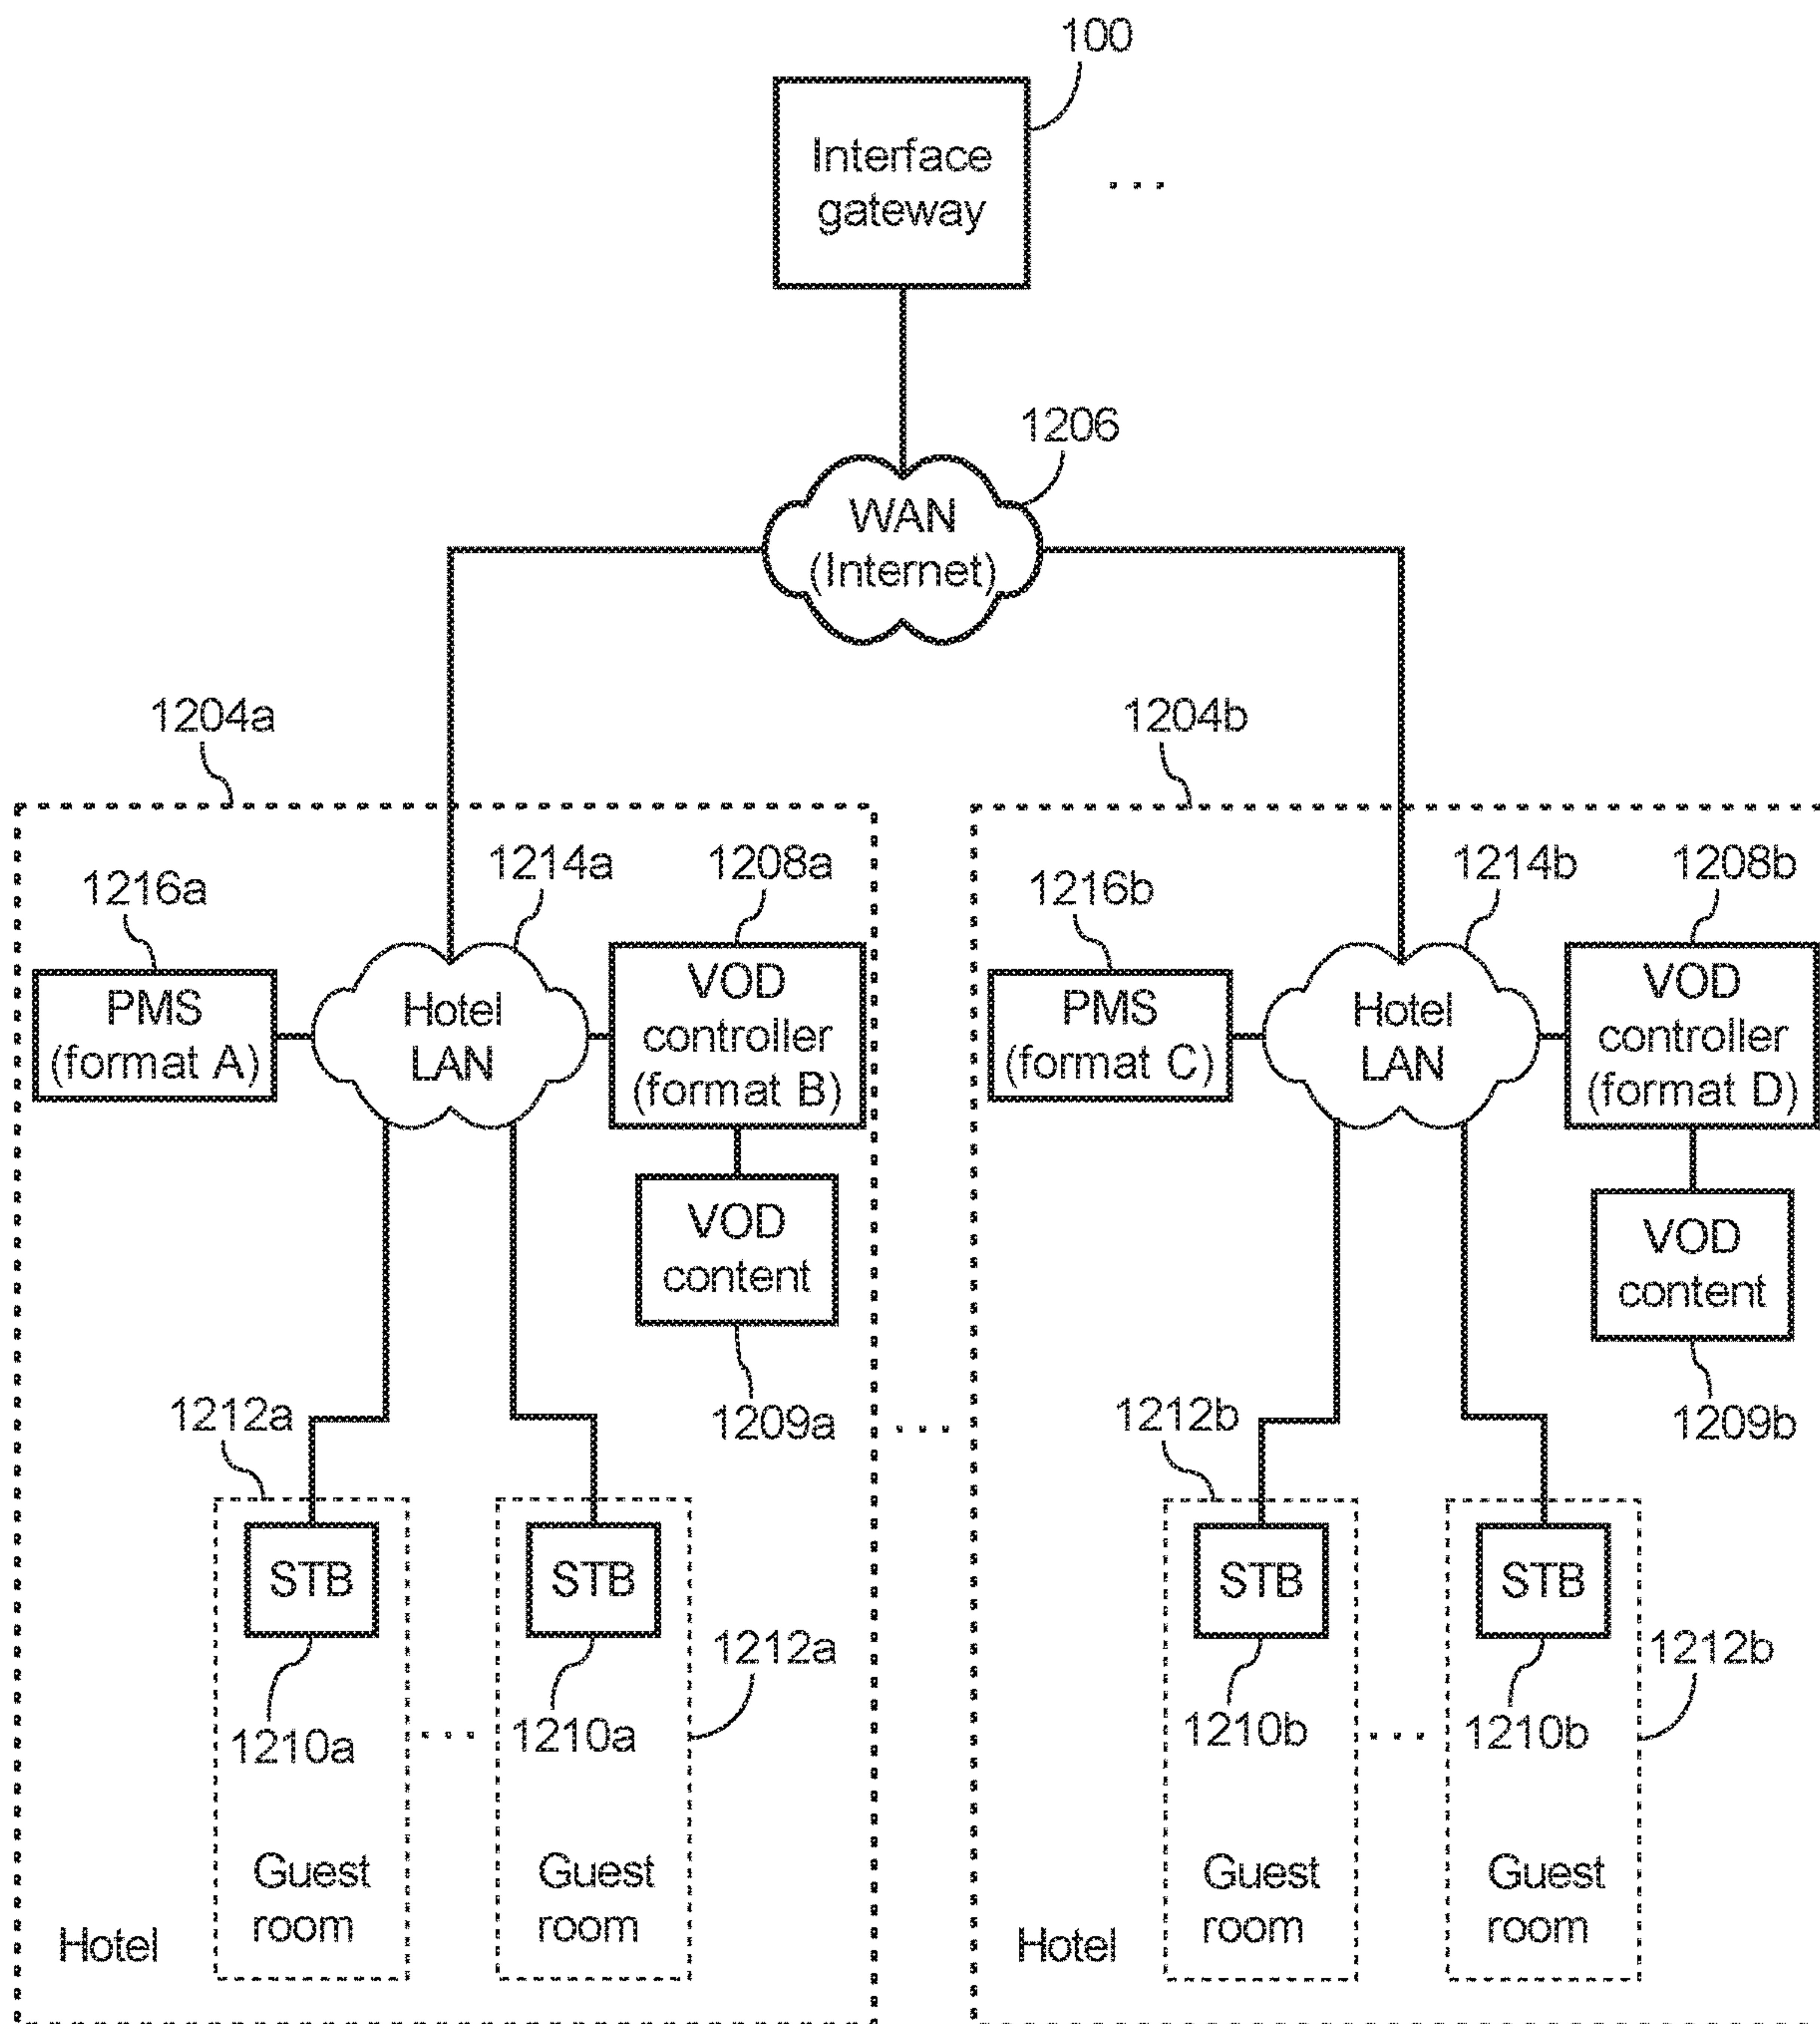 100
Interface
gateway
...
1206
WAN
(Internet)
1204a
1204b
1214a
1208a
1216a
PMS
(format A)
Hotel
LAN
VOD
controller
(format B)
VOD
content
1209a
1212a
STB
STB
1212a
1210a
...
1210a
Guest
room
Guest
room
Hotel
...
1214b
1208b
1216b
PMS
(format C)
Hotel
LAN
VOD
controller
(format D)
VOD
content
1209b
1212b
STB
STB
1212b
1210b
...
1210b
Guest
room
Guest
room
Hotel